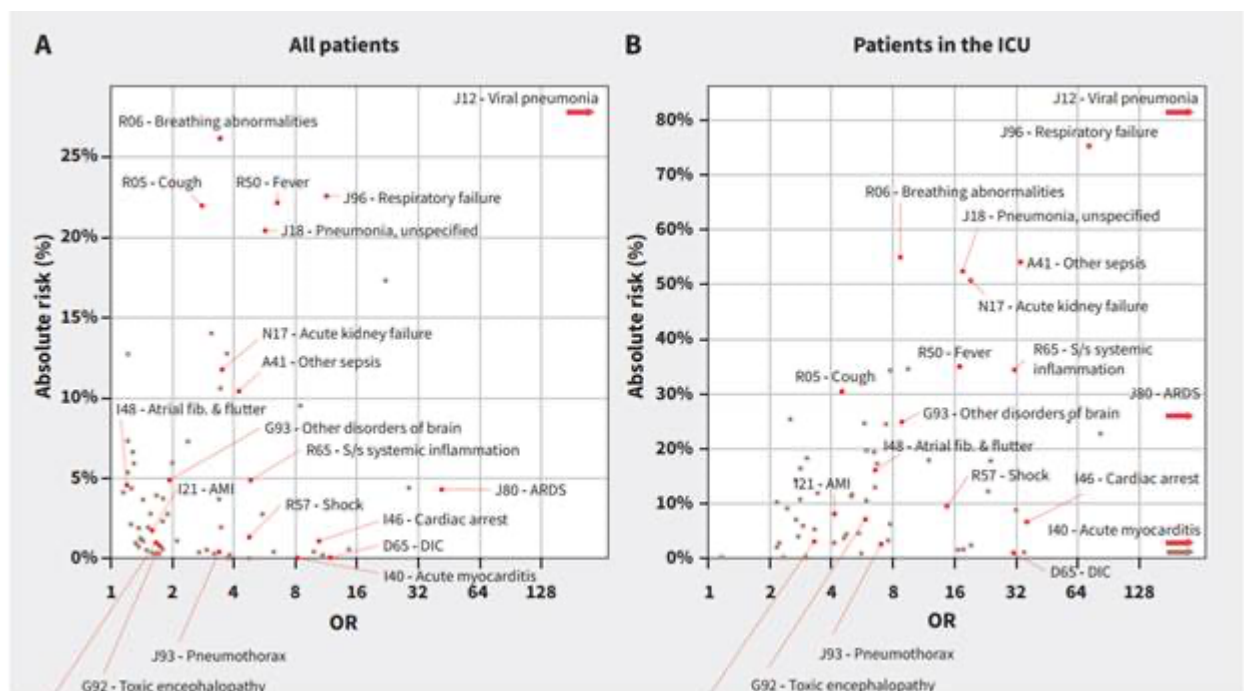 A
All patients
J12 - Viral pneumonia
R06 - Breathing abnormalities
25%
R05 - Cough
R50 - Fever
J96 - Respiratory failure
20%
J18 - Pneumonia, unspecified
Absolute risk (%)
15%
N17 - Acute kidney failure
A41 - Other sepsis
10%
I48 - Atrial fib. & flutter
G93 - Other disorders of brain
R65 - S/s systemic inflammation
5%
I21 - AMI
J80 - ARDS
R57 - Shock
I46 - Cardiac arrest
D65 - DIC
0%
I40 - Acute myocarditis
1 2 4 8 16 32 64 128
OR
J93 - Pneumothorax
G92 - Toxic encephalopathy
B
Patients in the ICU
J12 - Viral pneumonia
80%
J96 - Respiratory failure
70%
R06 - Breathing abnormalities
J18 - Pneumonia, unspecified
60%
A41 - Other sepsis
50%
N17 - Acute kidney failure
Absolute risk (%)
40%
R50 - Fever
R65 - S/s systemic
inflammation
R05 - Cough
30%
J80 - ARDS
G93 - Other disorders of brain
20%
I48 - Atrial fib. & flutter
I21 - AMI
R57 - Shock
I46 - Cardiac arrest
10%
I40 - Acute myocarditis
0%
D65 - DIC
1 2 4 8 16 32 64 128
OR
J93 - Pneumothorax
G92 - Toxic encephalopathy